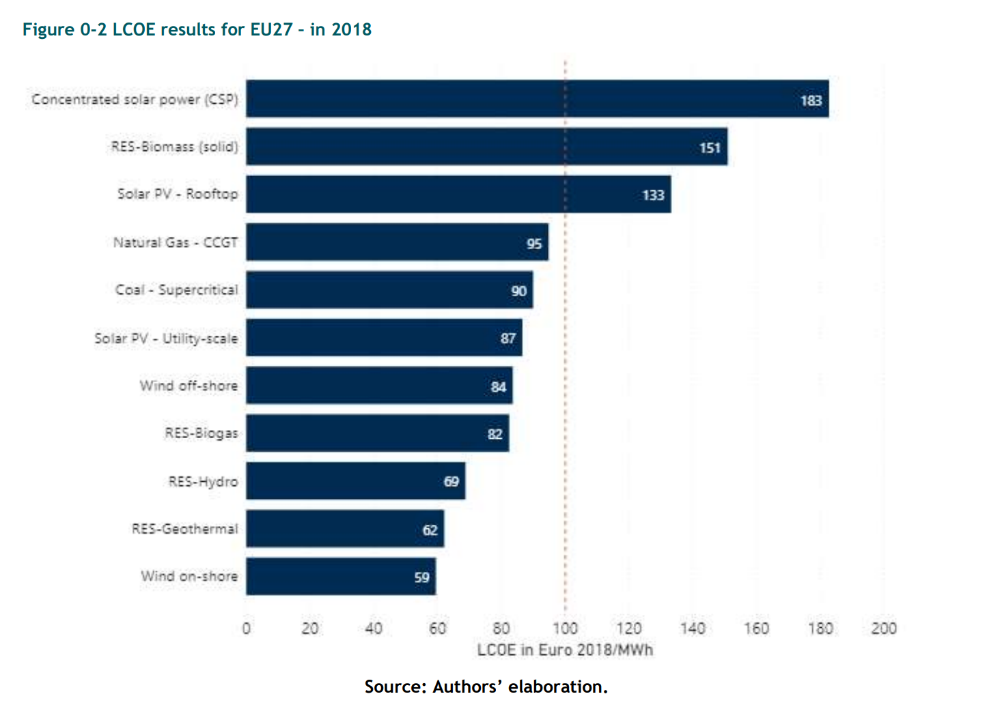 Figure 0-2 LCOE results for EU27 – in 2018
Concentrated solar power (CSP) 183
RES-Biomass (solid) 151
Solar PV - Rooftop 133
Natural Gas - CCGT 95
Coal - Supercritical 90
Solar PV - Utility-scale 87
Wind off-shore 84
RES-Biogas 82
RES-Hydro 69
RES-Geothermal 62
Wind on-shore 59
0 20 40 60 80 100 120 140 160 180 200
LCOE in Euro 2018/MWh
Source: Authors’ elaboration.